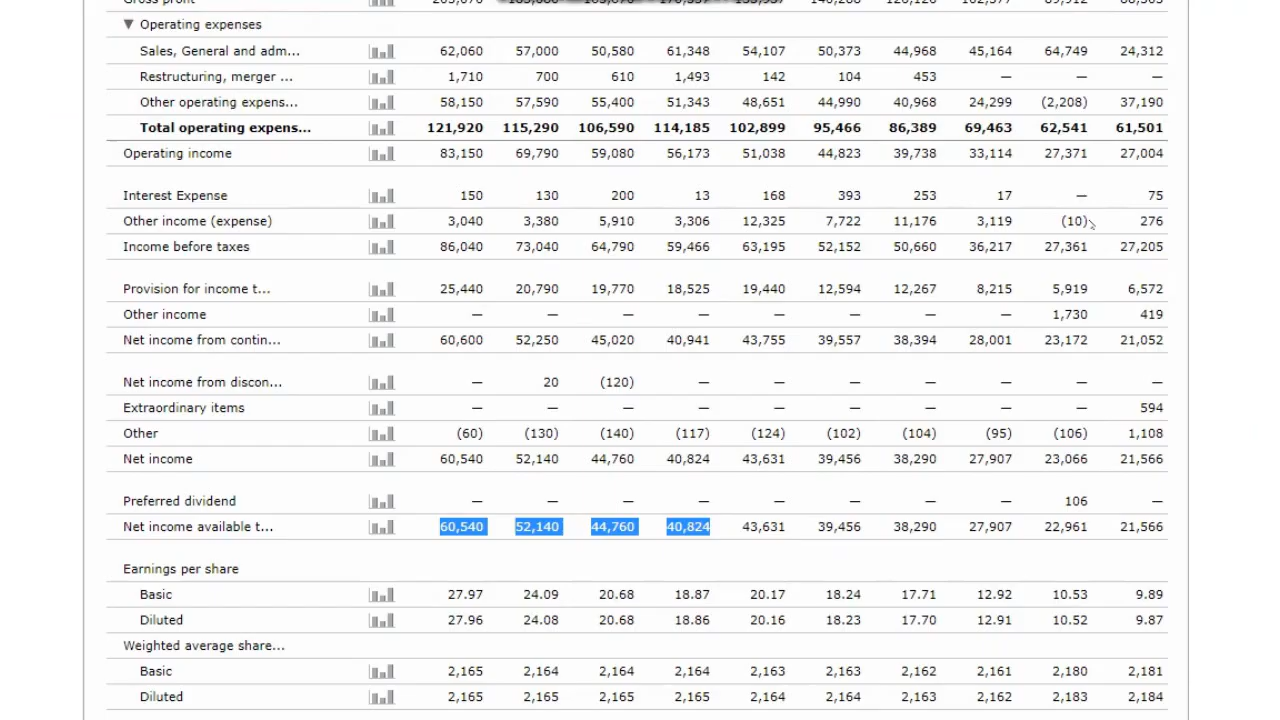 Gross profit
▼ Operating expenses
Sales, General and adm... 62,060 57,000 50,580 61,348 54,107 50,373 44,968 45,164 64,749 24,312
Restructuring, merger ... 1,710 700 610 1,493 142 104 453 — — —
Other operating expens... 58,150 57,590 55,400 51,343 48,651 44,990 40,968 24,299 (2,208) 37,190
Total operating expens... 121,920 115,290 106,590 114,185 102,899 95,466 86,389 69,463 62,541 61,501
Operating income 83,150 69,790 59,080 56,173 51,038 44,823 39,738 33,114 27,371 27,004
Interest Expense 150 130 200 13 168 393 253 17 — 75
Other income (expense) 3,040 3,380 5,910 3,306 12,325 7,722 11,176 3,119 (10) 276
Income before taxes 86,040 73,040 64,790 59,466 63,195 52,152 50,660 36,217 27,361 27,205
Provision for income t... 25,440 20,790 19,770 18,525 19,440 12,594 12,267 8,215 5,919 6,572
Other income — — — — — — — — 1,730 419
Net income from contin... 60,600 52,250 45,020 40,941 43,755 39,557 38,394 28,001 23,172 21,052
Net income from discon... — 20 (120) — — — — — — —
Extraordinary items — — — — — — — — — 594
Other (60) (130) (140) (117) (124) (102) (104) (95) (106) 1,108
Net income 60,540 52,140 44,760 40,824 43,631 39,456 38,290 27,907 23,066 21,566
Preferred dividend — — — — — — — — 106 —
Net income available t... 60,540 52,140 44,760 40,824 43,631 39,456 38,290 27,907 22,961 21,566
Earnings per share
Basic 27.97 24.09 20.68 18.87 20.17 18.24 17.71 12.92 10.53 9.89
Diluted 27.96 24.08 20.68 18.86 20.16 18.23 17.70 12.91 10.52 9.87
Weighted average share...
Basic 2,165 2,164 2,164 2,164 2,163 2,163 2,162 2,161 2,180 2,181
Diluted 2,165 2,165 2,165 2,165 2,164 2,164 2,163 2,162 2,183 2,184